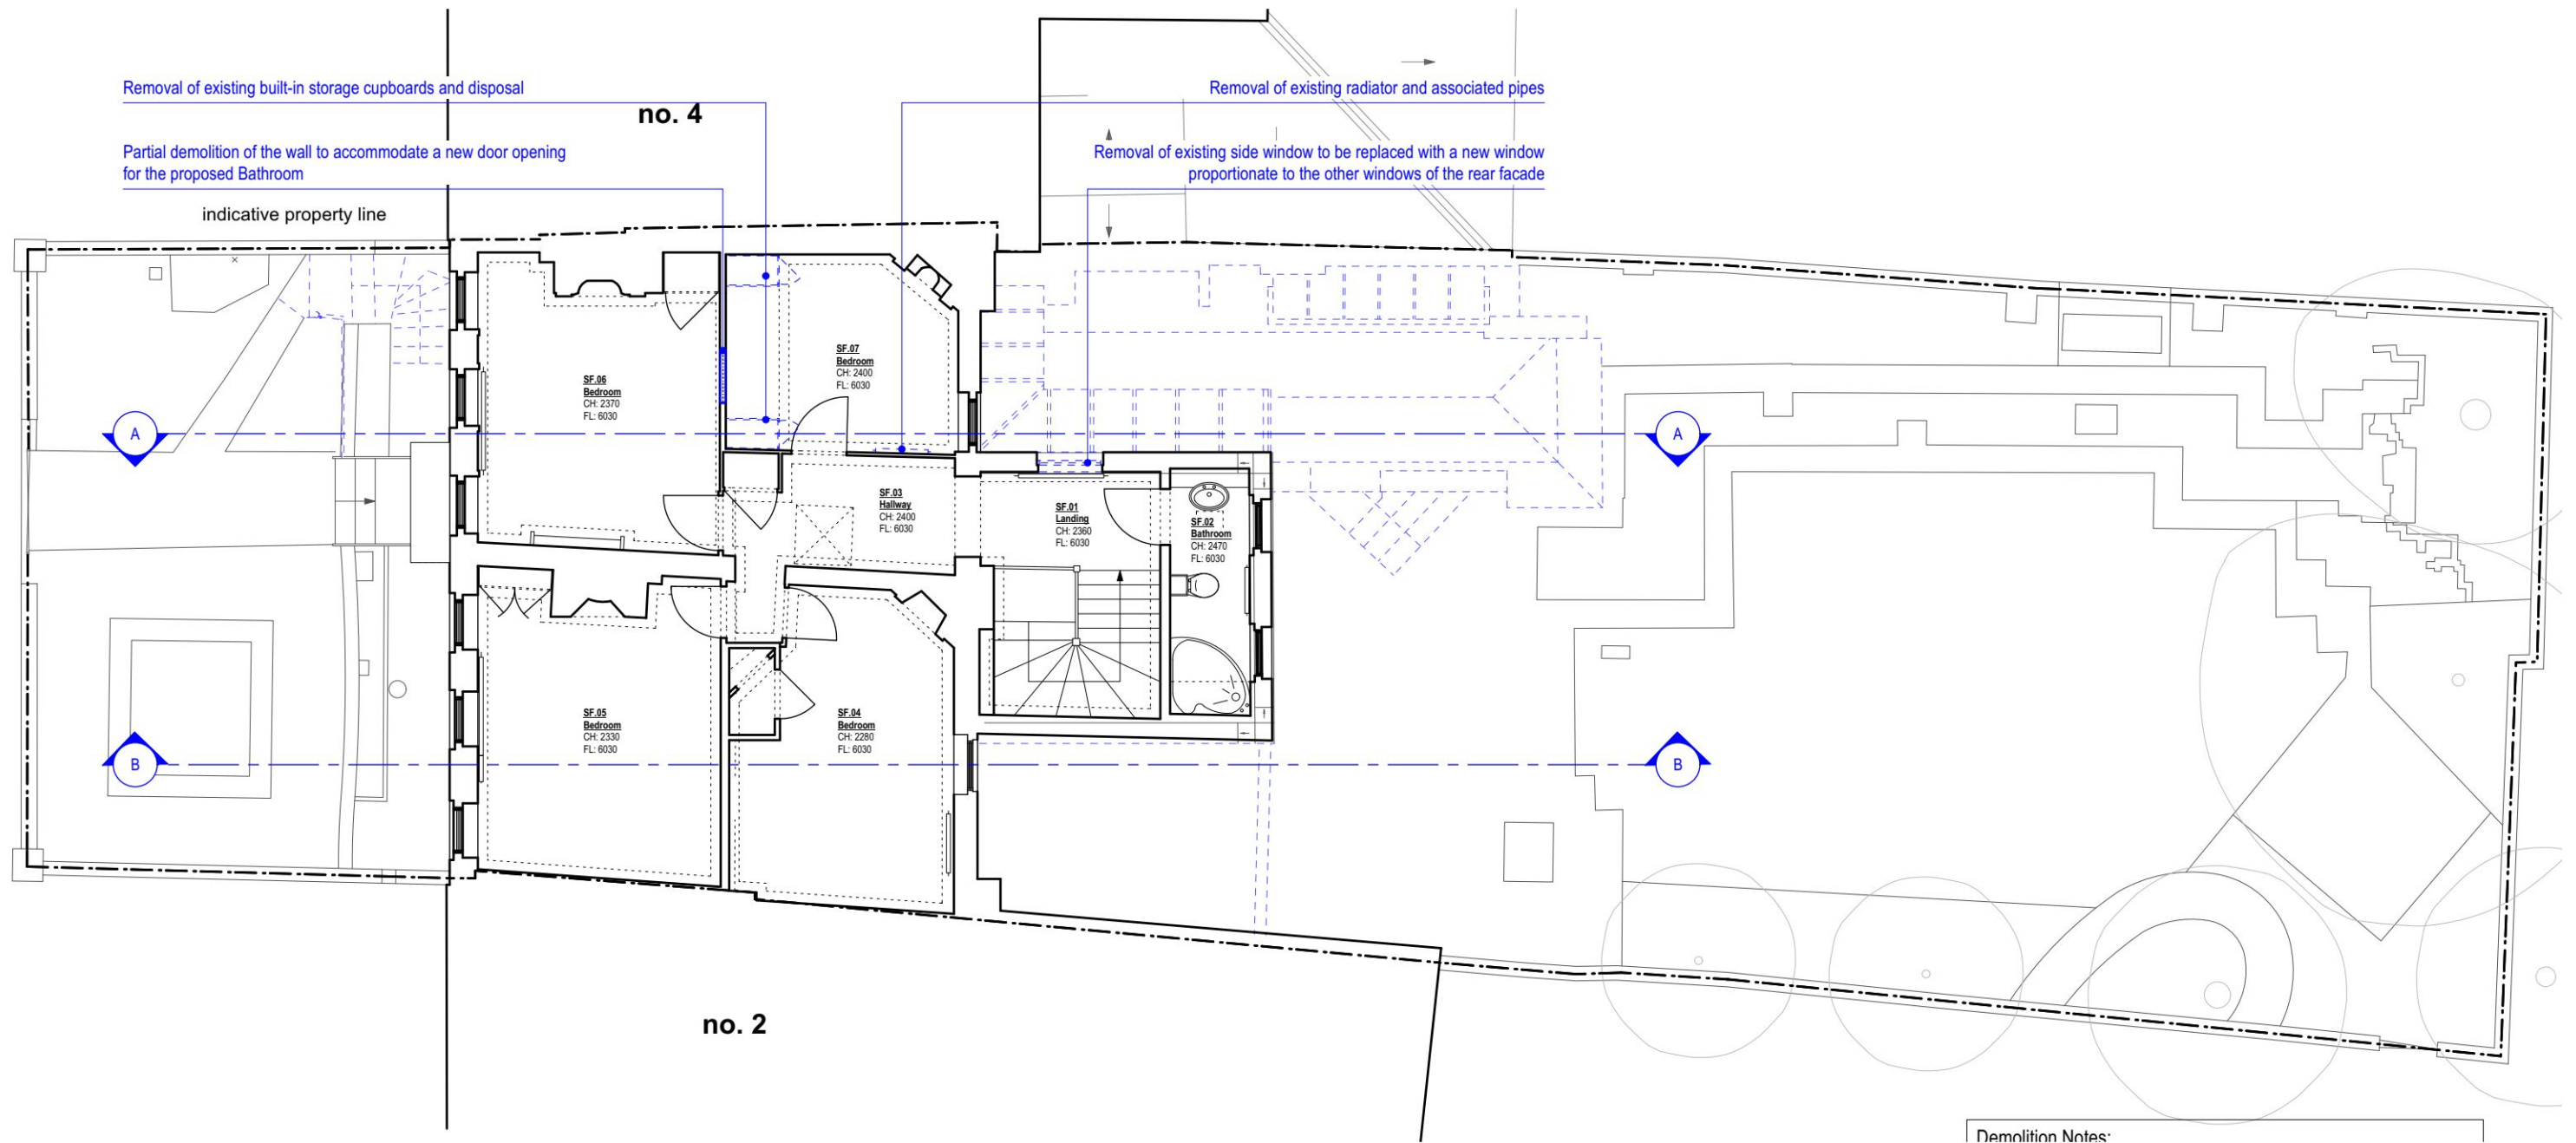 Removal of existing built-in storage cupboards and disposal
Removal of existing radiator and associated pipes
no. 4
Partial demolition of the wall to accommodate a new door opening
for the proposed Bathroom
Removal of existing side window to be replaced with a new window
proportionate to the other windows of the rear facade
indicative property line
SF.07
Bedroom
CH: 2400
FL: 6030
SF.06
Bedroom
CH: 2370
FL: 6030
A
A
SF.03
Hallway
CH: 2400
FL: 6030
SF.01
Landing
CH: 2360
FL: 6030
SF.02
Bathroom
CH: 2470
FL: 6030
SF.05
Bedroom
CH: 2330
FL: 6030
SF.04
Bedroom
CH: 2280
FL: 6030
B
B
no. 2
Demolition Notes: